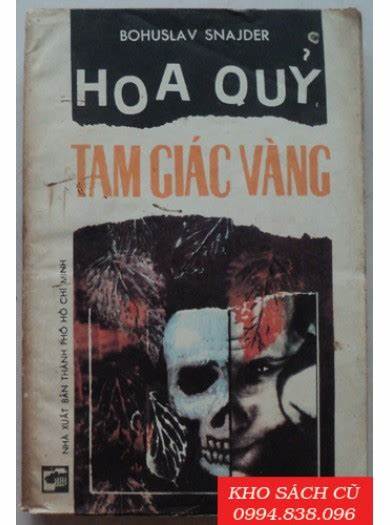 BOHUSLAV SNAJDER
HOA QUỶ
TAM GIÁC VÀNG
NHÀ XUẤT BẢN THÀNH PHỐ HỒ CHÍ MINH
KHO SÁCH CŨ
0994.838.096